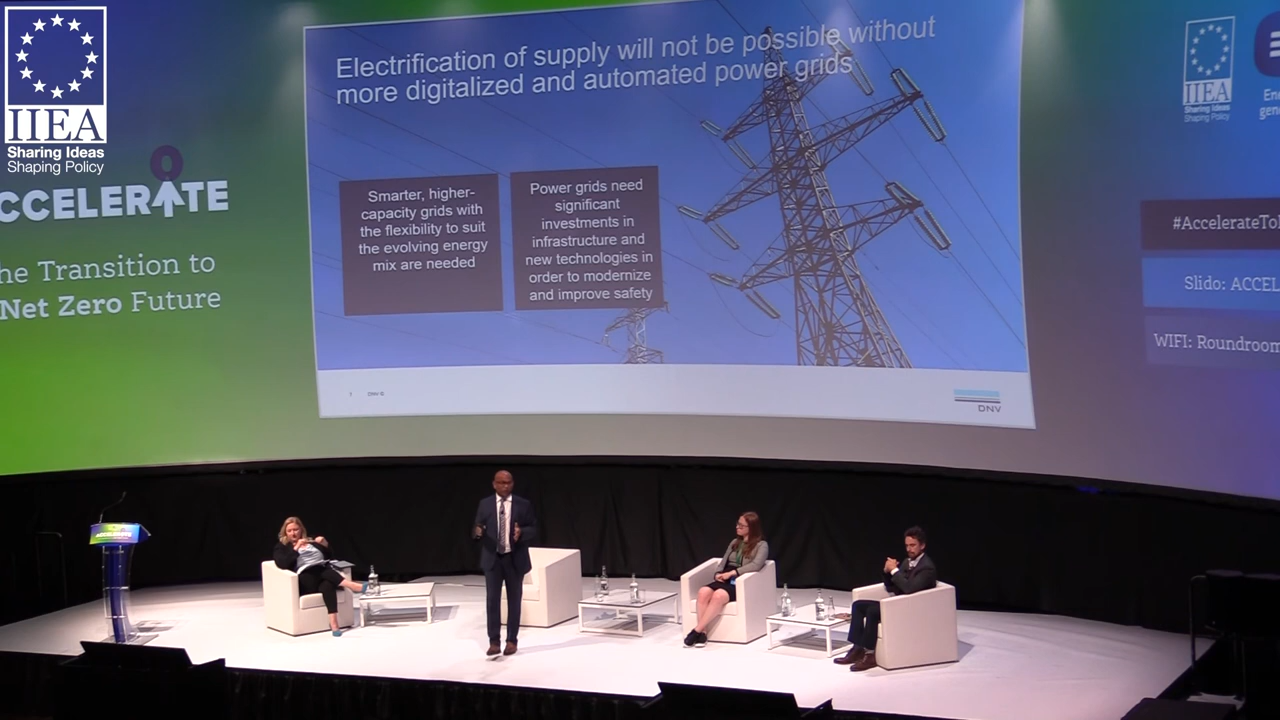 IIEA
Sharing Ideas
Shaping Policy
CCELERATE
he Transition to
Net Zero Future
Electrification of supply will not be possible without
more digitalized and automated power grids
Smarter, higher-
capacity grids with
the flexibility to suit
the evolving energy
mix are needed
Power grids need
significant
investments in
infrastructure and
new technologies in
order to modernize
and improve safety
DNV
IIEA
Sharing Ideas
Shaping Policy
#AccelerateTo
Slido: ACCEL
WIFI: Roundroom